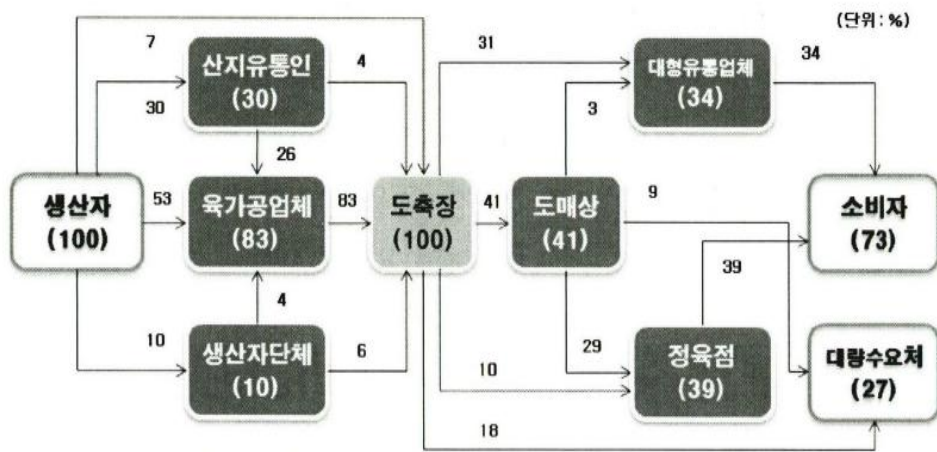 (단위: %)
7
30
산지유통인
(30)
4
26
31
대형유통업체
(34)
34
3
생산자
(100)
53
육가공업체
(83)
83
도축장
(100)
41
도매상
(41)
9
소비자
(73)
39
4
10
생산자단체
(10)
6
29
10
정육점
(39)
대량수요처
(27)
18